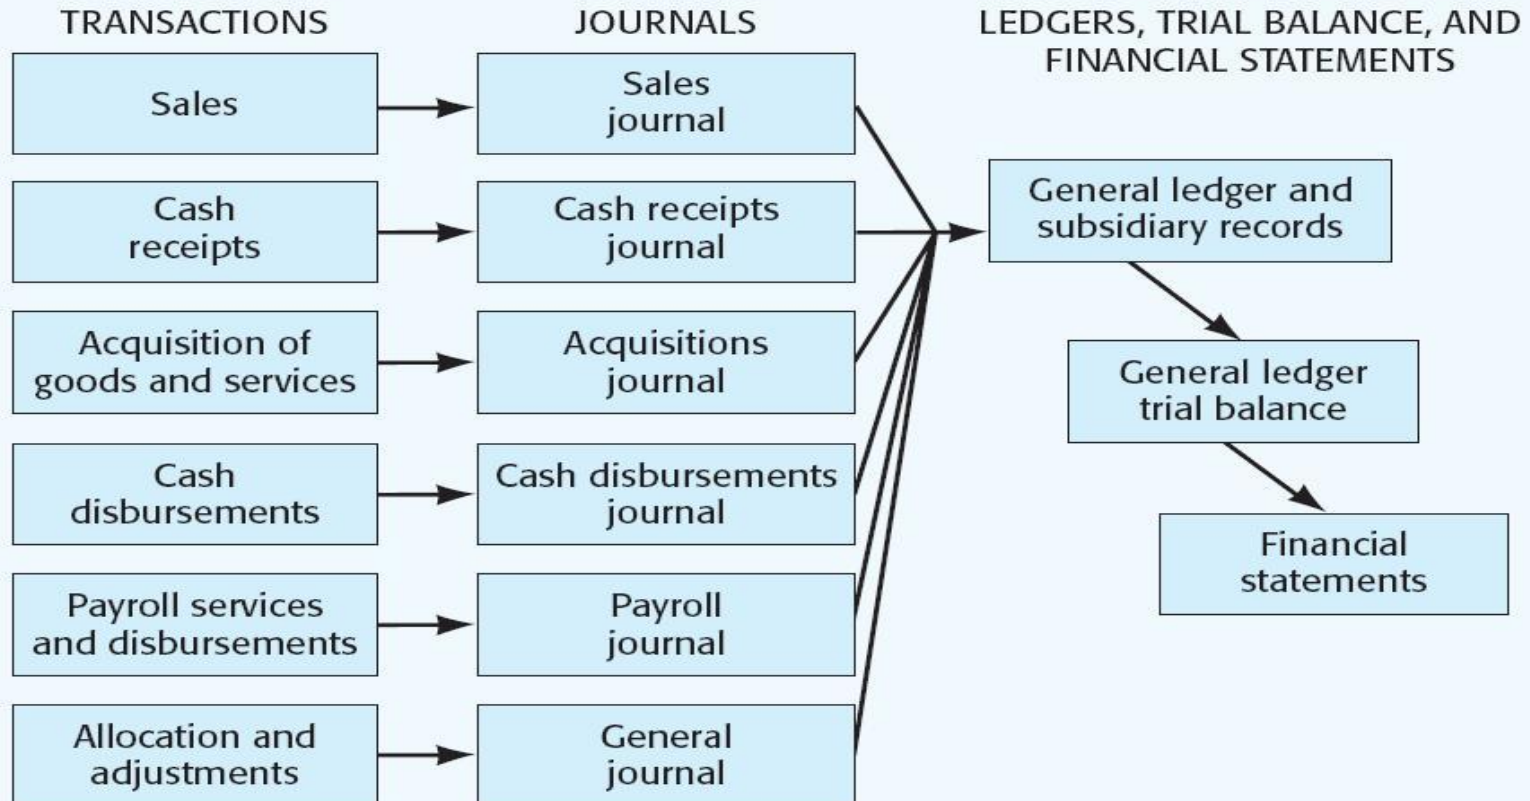 TRANSACTIONS
JOURNALS
LEDGERS, TRIAL BALANCE, AND
FINANCIAL STATEMENTS
Sales
Sales
journal
Cash
receipts
Cash receipts
journal
Acquisition of
goods and services
Acquisitions
journal
Cash
disbursements
Cash disbursements
journal
Payroll services
and disbursements
Payroll
journal
Allocation and
adjustments
General
journal
General ledger and
subsidiary records
General ledger
trial balance
Financial
statements